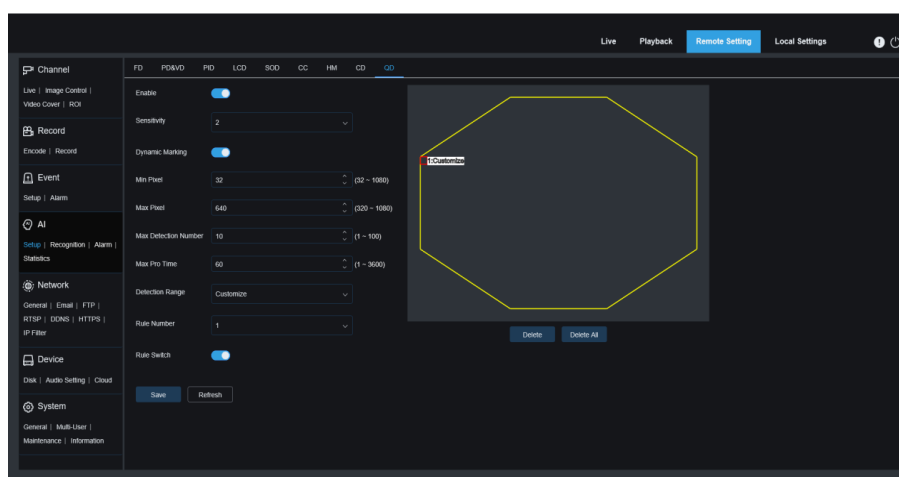 Live Playback Remote Setting Local Settings
Channel
Live | Image Control |
Video Cover | ROI
Record
Encode | Record
Event
Setup | Alarm
AI
Setup | Recognition | Alarm |
Statistics
Network
General | Email | FTP |
RTSP | DDNS | HTTPS |
IP Filter
Device
Disk | Audio Setting | Cloud
System
General | Multi-User |
Maintenance | Information
FD PD&VD PID LCD SOD CC HM CD QD
Enable
Sensitivity 2
Dynamic Marking
Min Pixel 32 (32 ~ 1080)
Max Pixel 640 (320 ~ 1080)
Max Detection Number 10 (1 ~ 100)
Max Pro Time 60 (1 ~ 3600)
Detection Range Customize
Rule Number 1
Rule Switch
Save Refresh
1:Customize
Delete Delete All